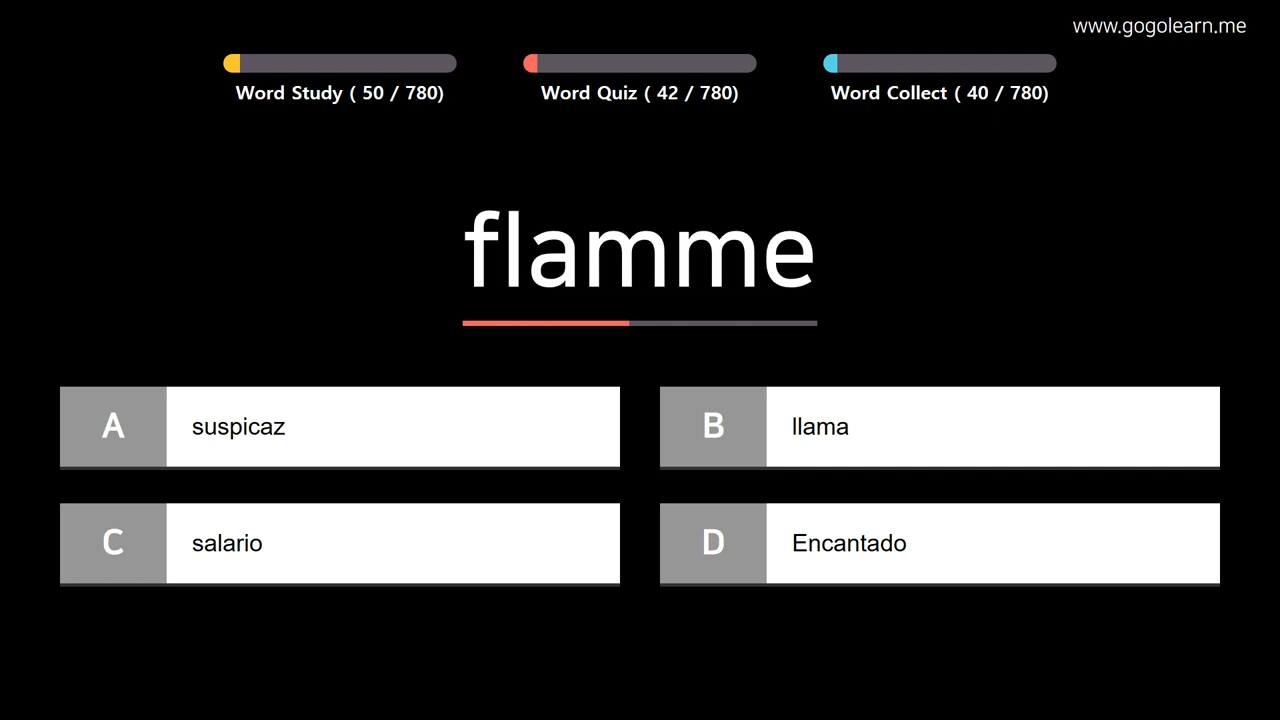 www.gogolearn.me
Word Study ( 50 / 780)
Word Quiz ( 42 / 780)
Word Collect ( 40 / 780)
flamme
A suspicaz
B llama
C salario
D Encantado